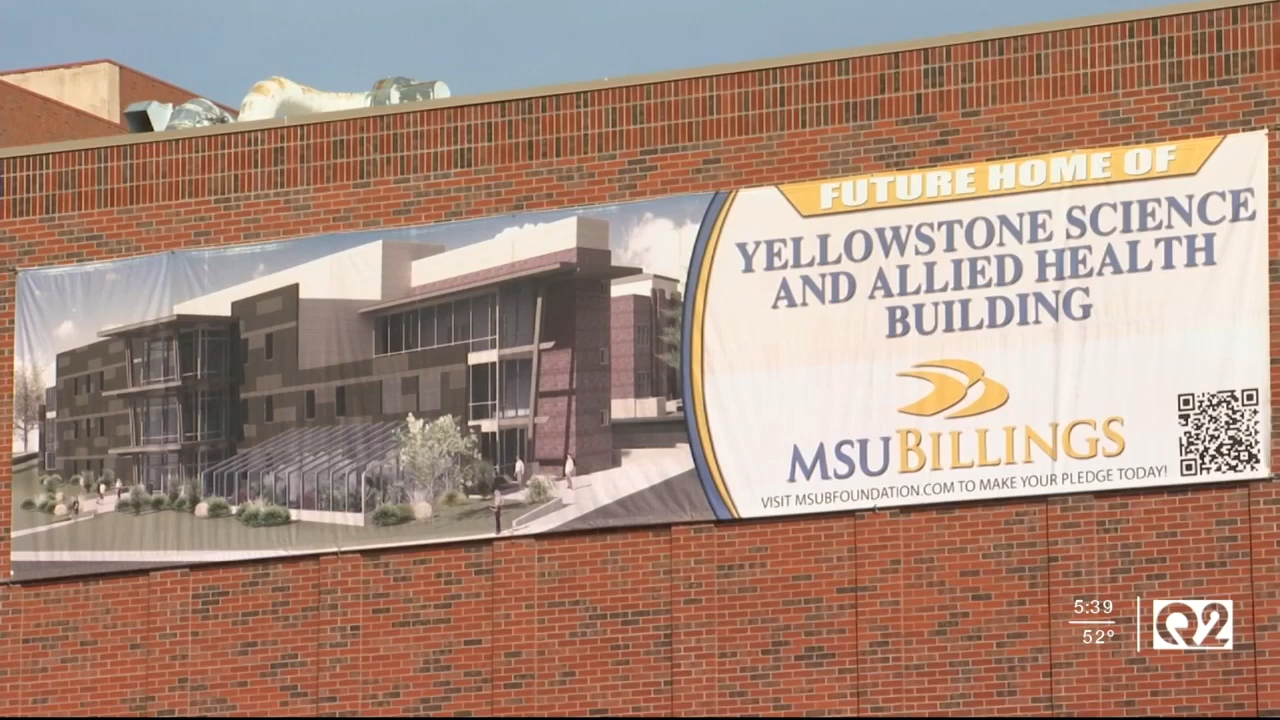 FUTURE HOME OF
YELLOWSTONE SCIENCE
AND ALLIED HEALTH
BUILDING
MSUBILLINGS
VISIT MSUBFOUNDATION.COM TO MAKE YOUR PLEDGE TODAY!
5:39
52°
Q2